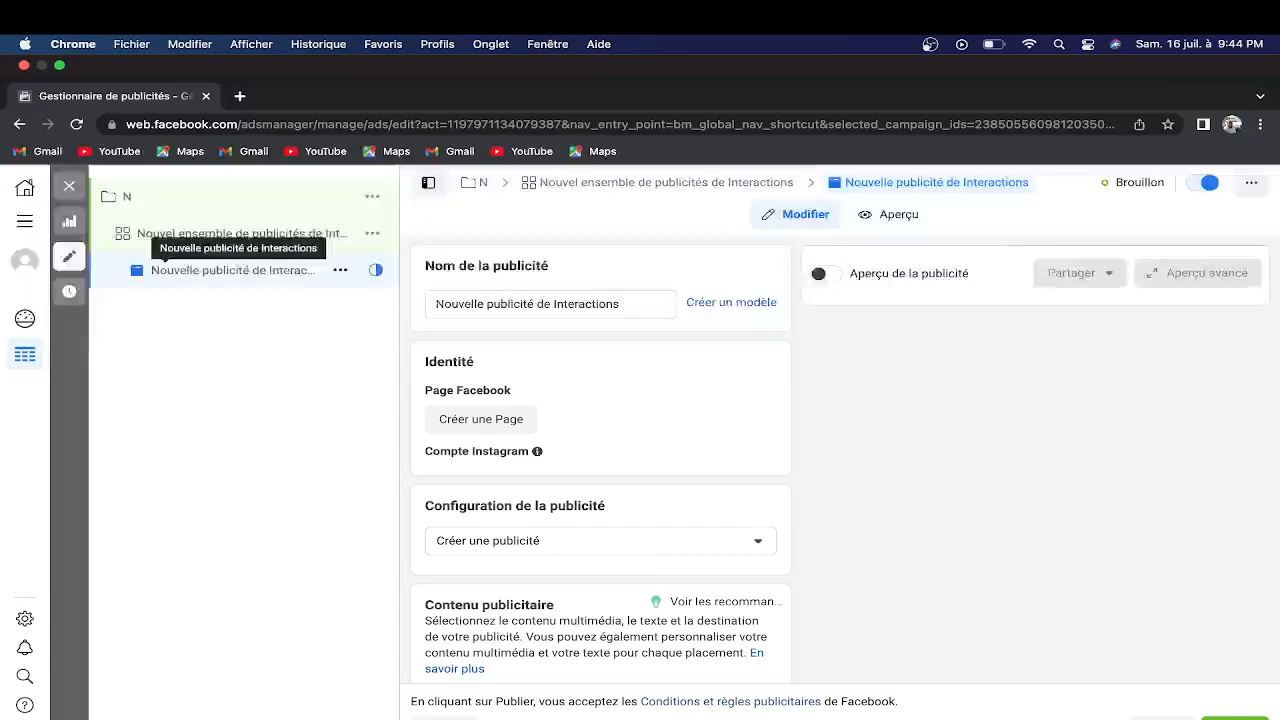 Chrome Fichier Modifier Afficher Historique Favoris Profils Onglet Fenêtre Aide Sam. 16 juil. à 9:44 PM
Gestionnaire de publicités - Gé
web.facebook.com/adsmanager/manage/ads/edit?act=1197971134079387&nav_entry_point=bm_global_nav_shortcut&selected_campaign_ids=23850556098120350...
Gmail YouTube Maps Gmail YouTube Maps Gmail YouTube Maps
N
Nouvel ensemble de publicités de Int...
Nouvelle publicité de Interactions
Nouvelle publicité de Interac...
N > Nouvel ensemble de publicités de Interactions > Nouvelle publicité de Interactions Brouillon
Modifier Aperçu
Nom de la publicité
Nouvelle publicité de Interactions Créer un modèle
Aperçu de la publicité Partager Aperçu avancé
Identité
Page Facebook
Créer une Page
Compte Instagram
Configuration de la publicité
Créer une publicité
Contenu publicitaire Voir les recomman...
Sélectionnez le contenu multimédia, le texte et la destination
de votre publicité. Vous pouvez également personnaliser votre
contenu multimédia et votre texte pour chaque placement. En
savoir plus
En cliquant sur Publier, vous acceptez les Conditions et règles publicitaires de Facebook.